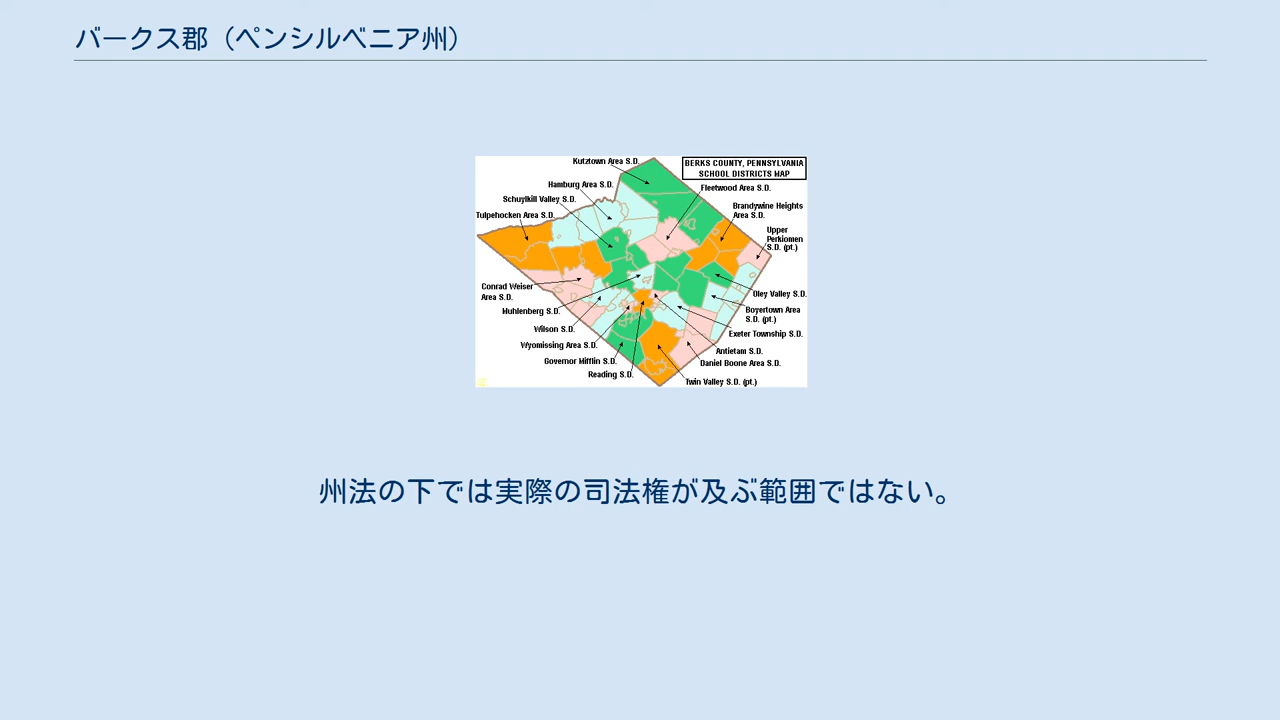 バークス郡（ペンシルベニア州）
BERKS COUNTY, PENNSYLVANIA
SCHOOL DISTRICTS MAP
Kutztown Area S.D.
Hamburg Area S.D.
Fleetwood Area S.D.
Schuylkill Valley S.D.
Brandywine Heights
Area S.D.
Tulpehocken Area S.D.
Upper
Perkiomen
S.D. (pt.)
Conrad Weiser
Area S.D.
Oley Valley S.D.
Muhlenberg S.D.
Boyertown Area
S.D. (pt.)
Wilson S.D.
Exeter Township S.D.
Wyomissing Area S.D.
Antietam S.D.
Governor Mifflin S.D.
Daniel Boone Area S.D.
Reading S.D.
Twin Valley S.D. (pt.)
州法の下では実際の司法権が及ぶ範囲ではない。